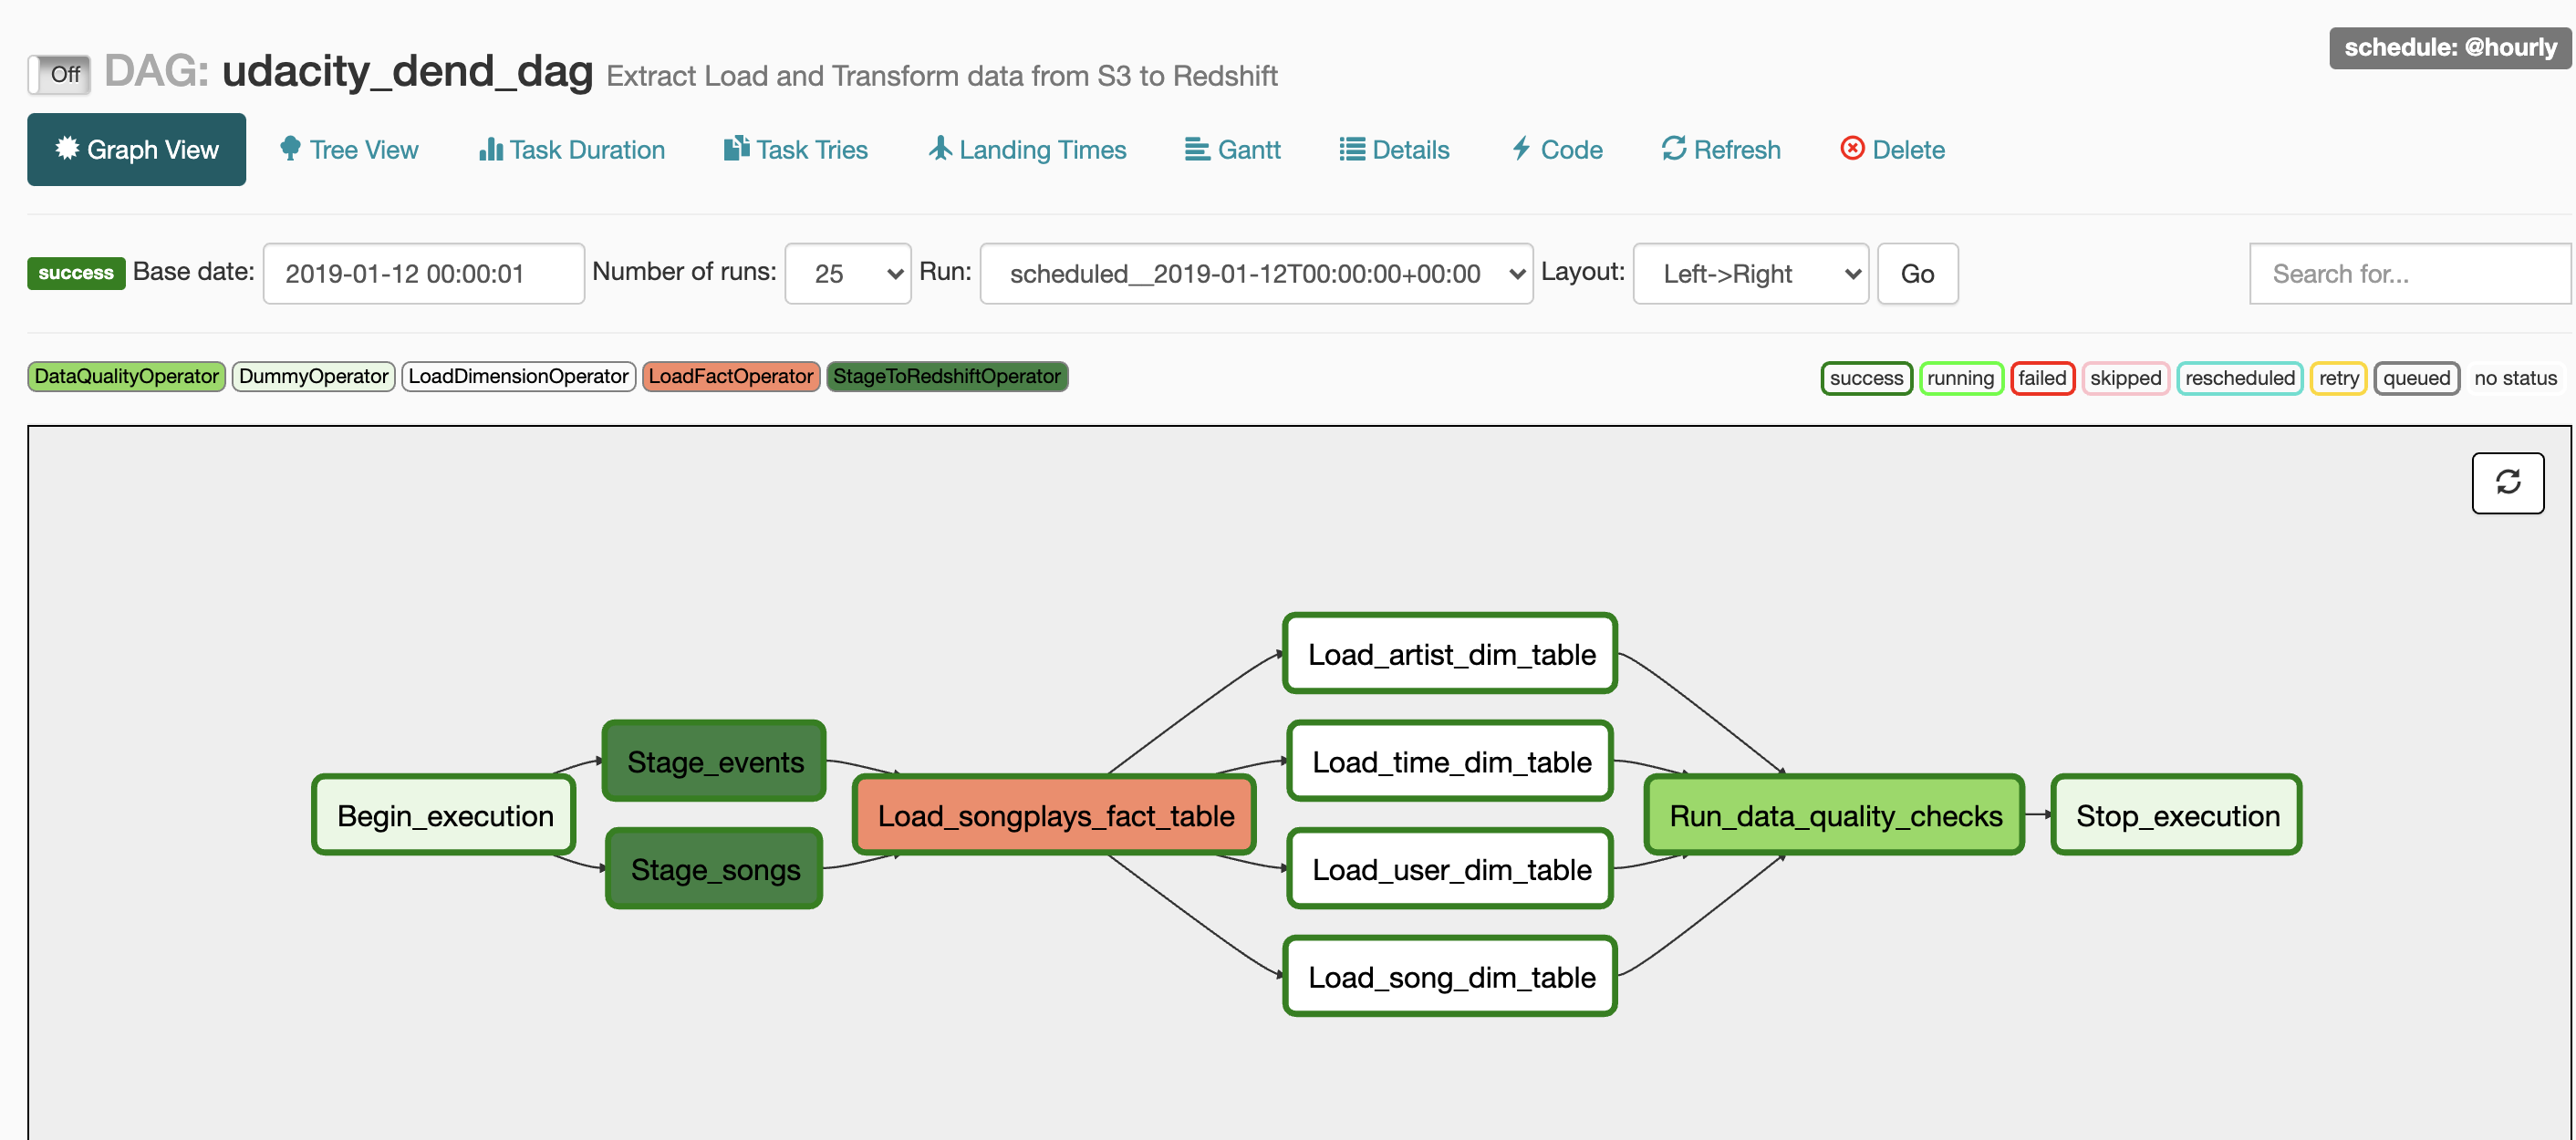 schedule: @hourly
Off DAG: udacity_dend_dag Extract Load and Transform data from S3 to Redshift
Graph View Tree View Task Duration Task Tries Landing Times Gantt Details Code Refresh Delete
success Base date: 2019-01-12 00:00:01 Number of runs: 25 Run: scheduled__2019-01-12T00:00:00+00:00 Layout: Left->Right Go Search for...
DataQualityOperator DummyOperator LoadDimensionOperator LoadFactOperator StageToRedshiftOperator success running failed skipped rescheduled retry queued no status
Begin_execution
Stage_events
Stage_songs
Load_songplays_fact_table
Load_artist_dim_table
Load_time_dim_table
Load_user_dim_table
Load_song_dim_table
Run_data_quality_checks
Stop_execution